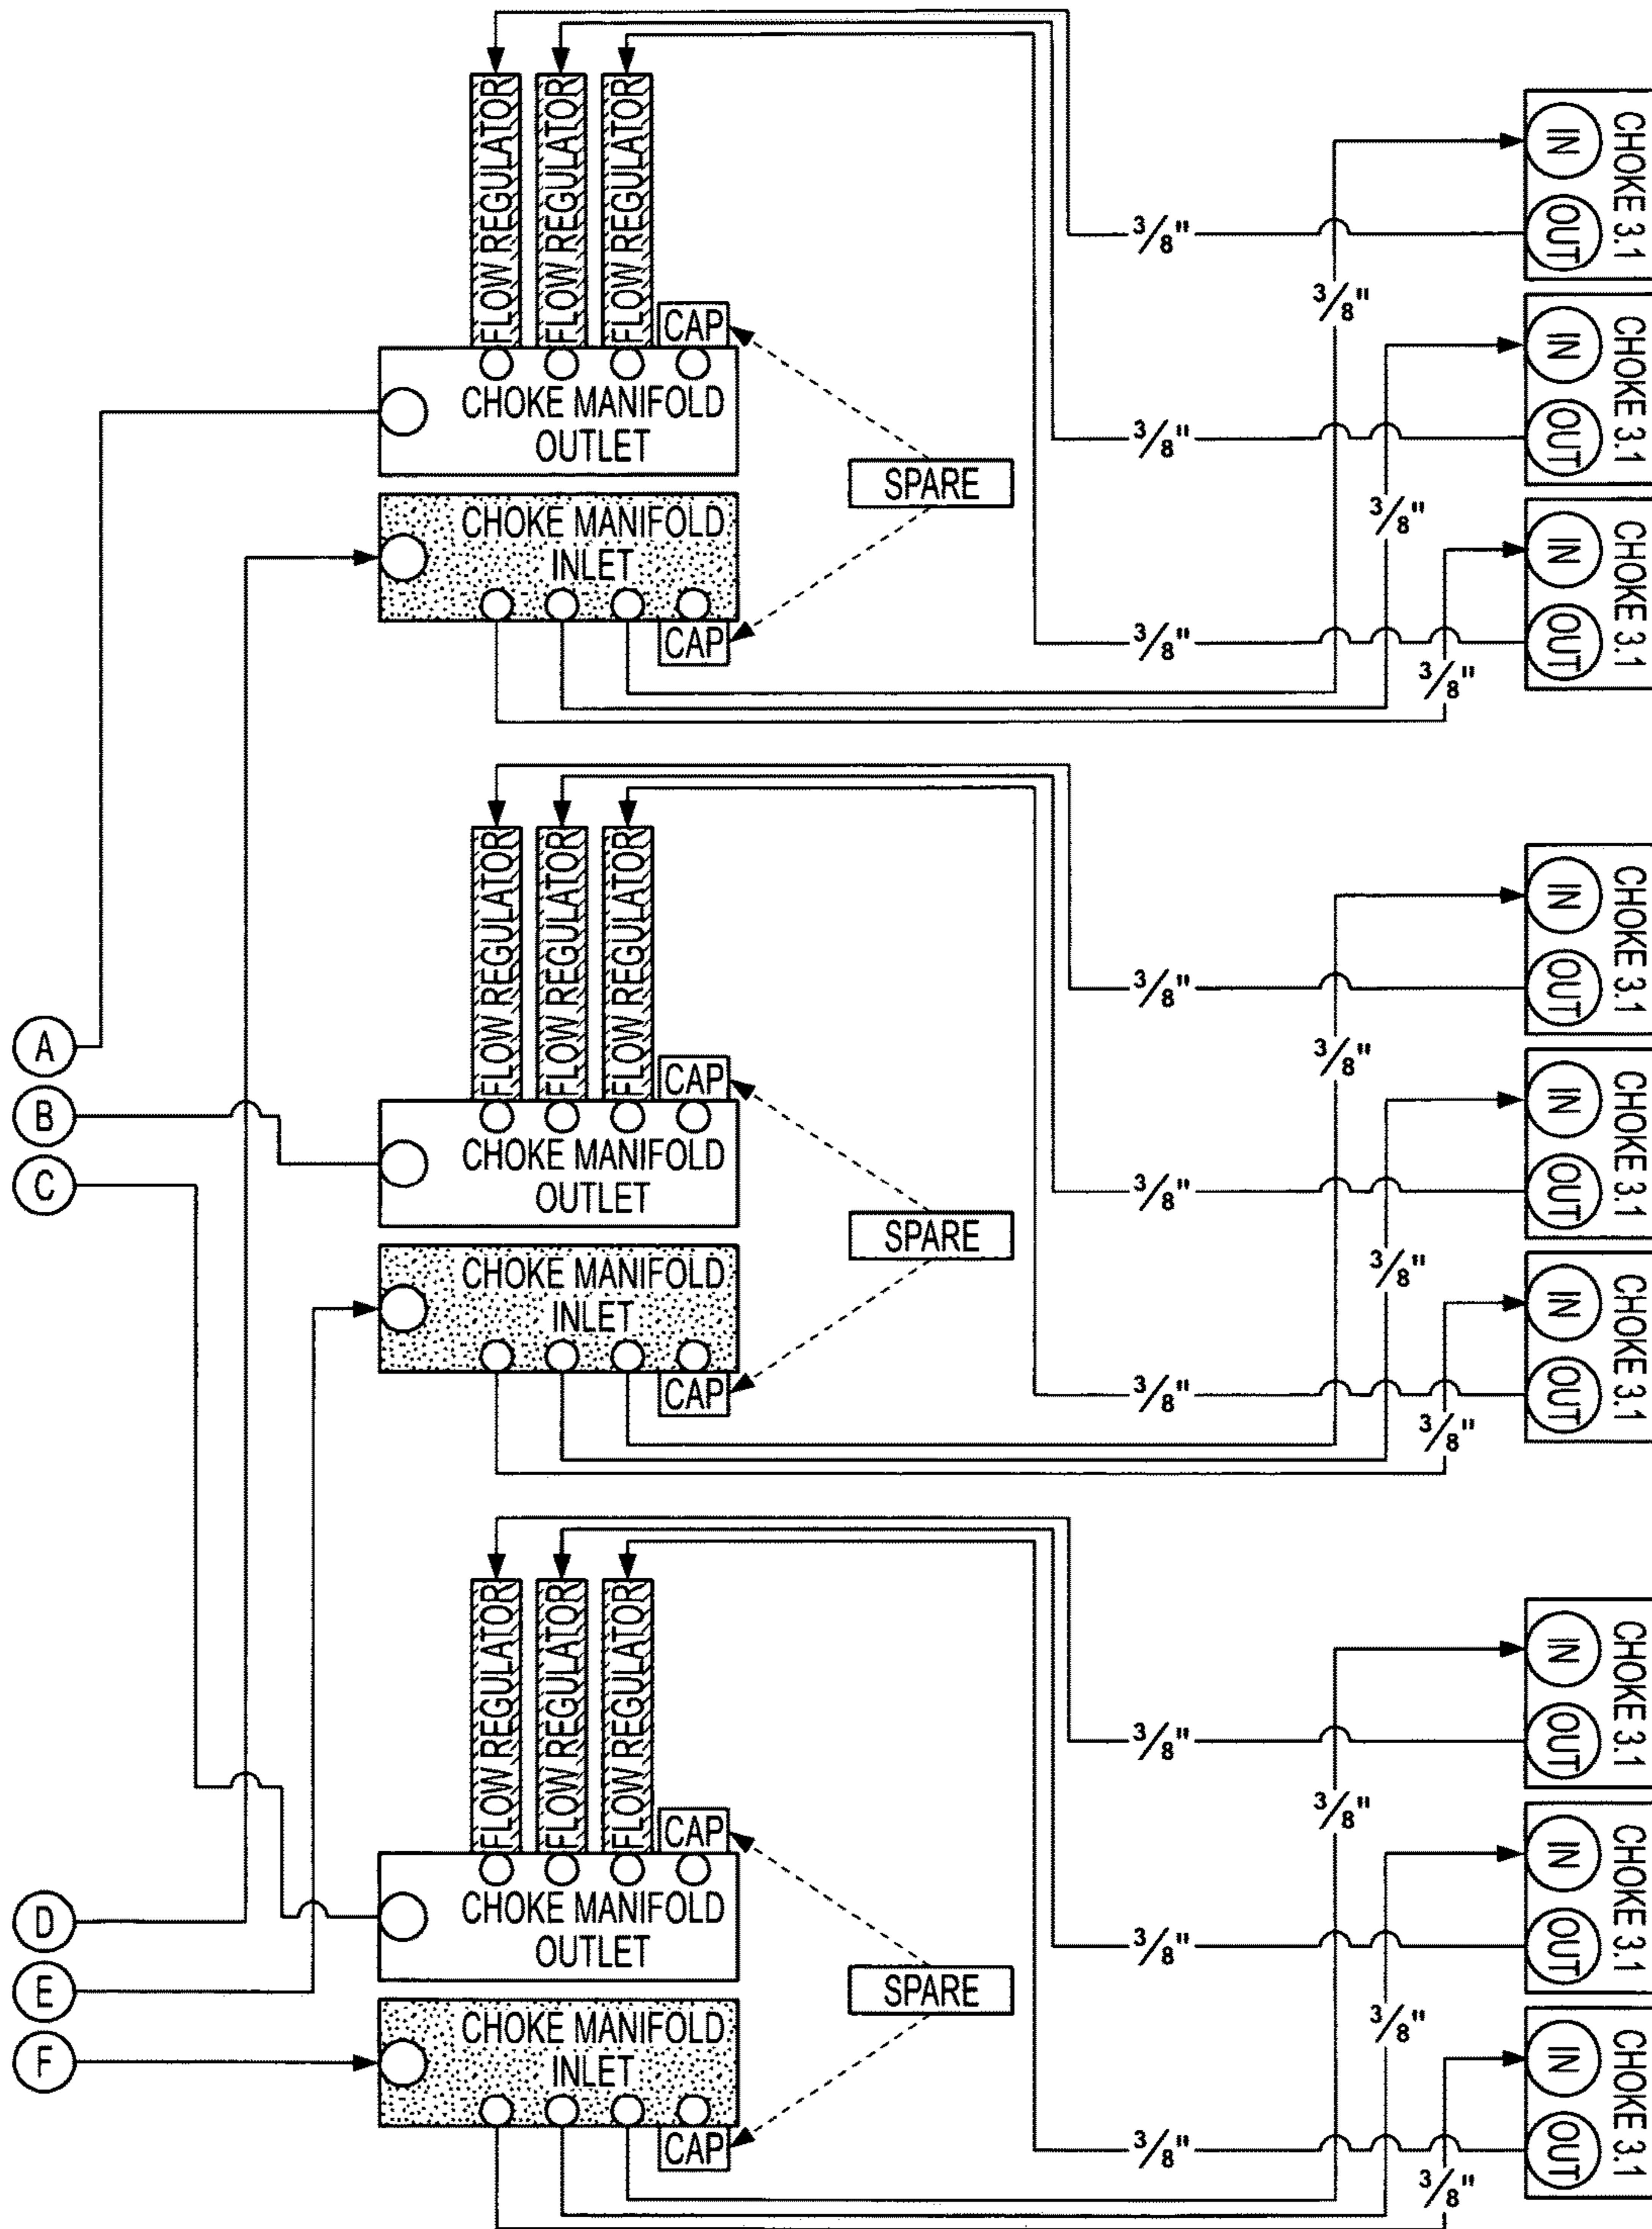 FLOW REGULATOR
FLOW REGULATOR
FLOW REGULATOR
CAP
CHOKE MANIFOLD
OUTLET
CHOKE MANIFOLD
INLET
CAP
SPARE
3/8"
3/8"
3/8"
3/8"
3/8"
3/8"
IN
OUT
CHOKE 3.1
IN
OUT
CHOKE 3.1
IN
OUT
CHOKE 3.1
A
B
C
FLOW REGULATOR
FLOW REGULATOR
FLOW REGULATOR
CAP
CHOKE MANIFOLD
OUTLET
CHOKE MANIFOLD
INLET
CAP
SPARE
3/8"
3/8"
3/8"
3/8"
3/8"
3/8"
IN
OUT
CHOKE 3.1
IN
OUT
CHOKE 3.1
IN
OUT
CHOKE 3.1
D
E
F
FLOW REGULATOR
FLOW REGULATOR
FLOW REGULATOR
CAP
CHOKE MANIFOLD
OUTLET
CHOKE MANIFOLD
INLET
CAP
SPARE
3/8"
3/8"
3/8"
3/8"
3/8"
3/8"
IN
OUT
CHOKE 3.1
IN
OUT
CHOKE 3.1
IN
OUT
CHOKE 3.1